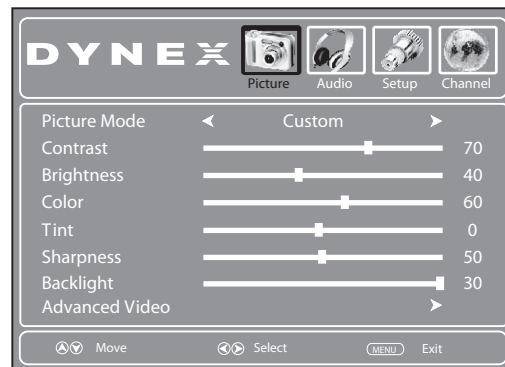 DYNEX
Picture Audio Setup Channel
Picture Mode Custom
Contrast 70
Brightness 40
Color 60
Tint 0
Sharpness 50
Backlight 30
Advanced Video
Move Select MENU Exit